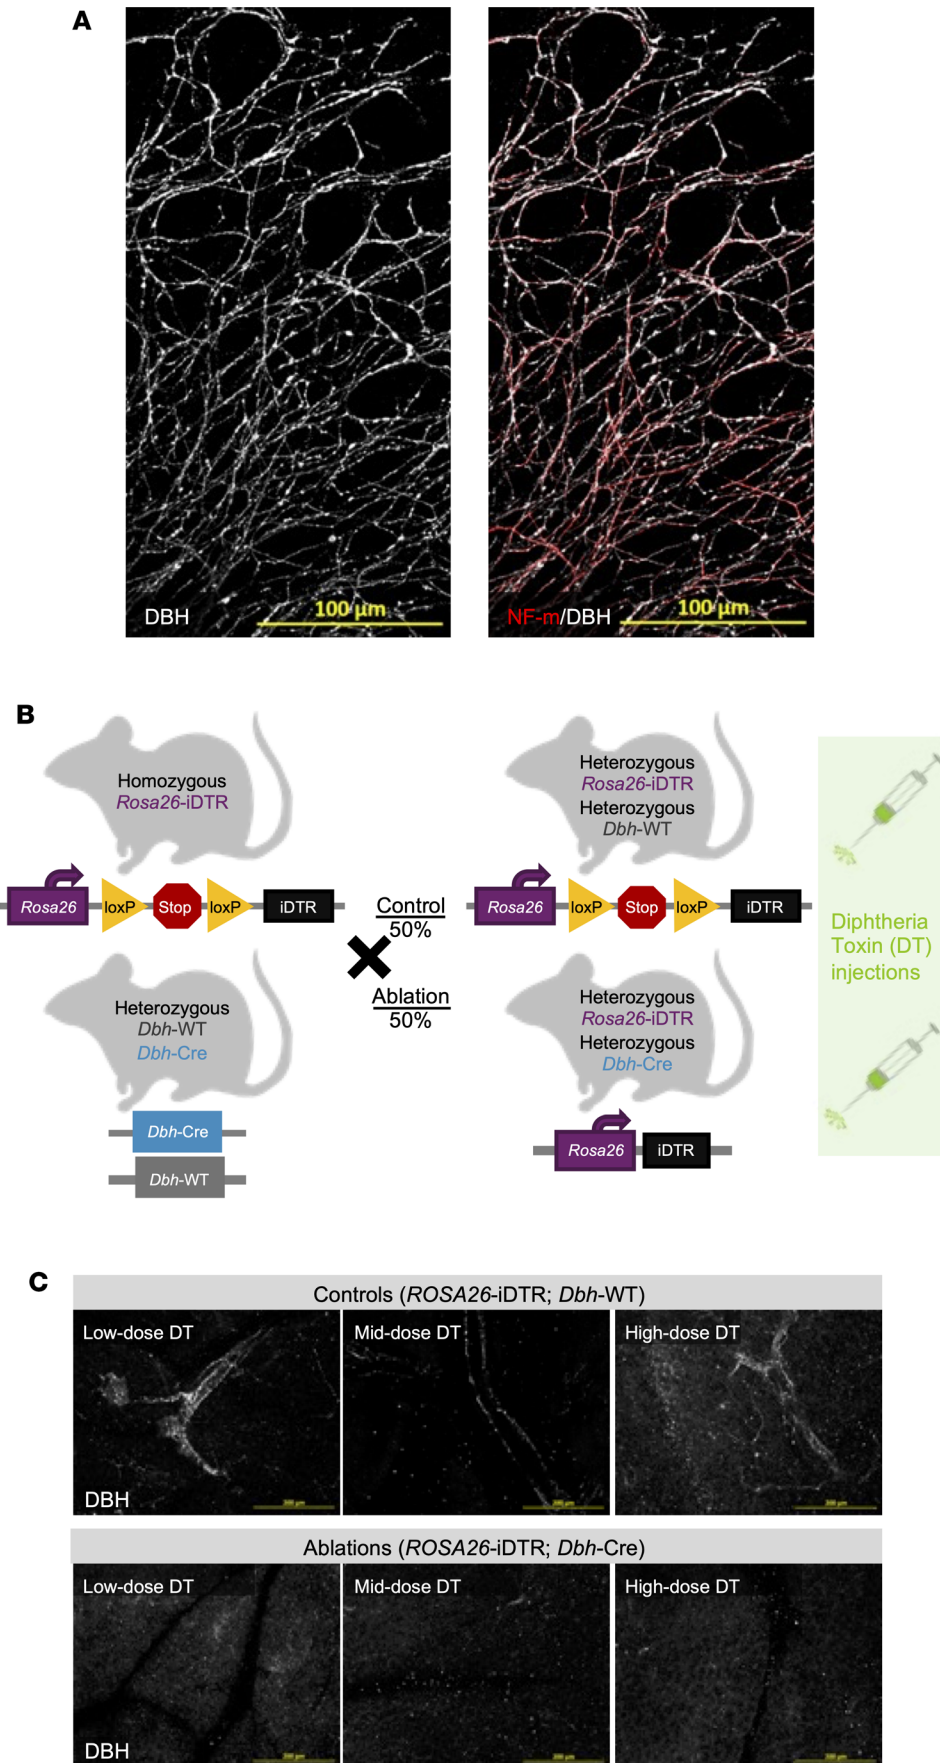 A
DBH
100 µm
NF-m/DBH
100 µm
B
Homozygous
Rosa26-iDTR
Rosa26
loxP
Stop
loxP
iDTR
Heterozygous
Dbh-WT
Dbh-Cre
Dbh-Cre
Dbh-WT
Control
50%
Ablation
50%
Heterozygous
Rosa26-iDTR
Heterozygous
Dbh-WT
Rosa26
loxP
Stop
loxP
iDTR
Heterozygous
Rosa26-iDTR
Heterozygous
Dbh-Cre
Rosa26
iDTR
Diphtheria
Toxin (DT)
injections
C
Controls (ROSA26-iDTR; Dbh-WT)
Low-dose DT
Mid-dose DT
High-dose DT
DBH
Ablations (ROSA26-iDTR; Dbh-Cre)
Low-dose DT
Mid-dose DT
High-dose DT
DBH